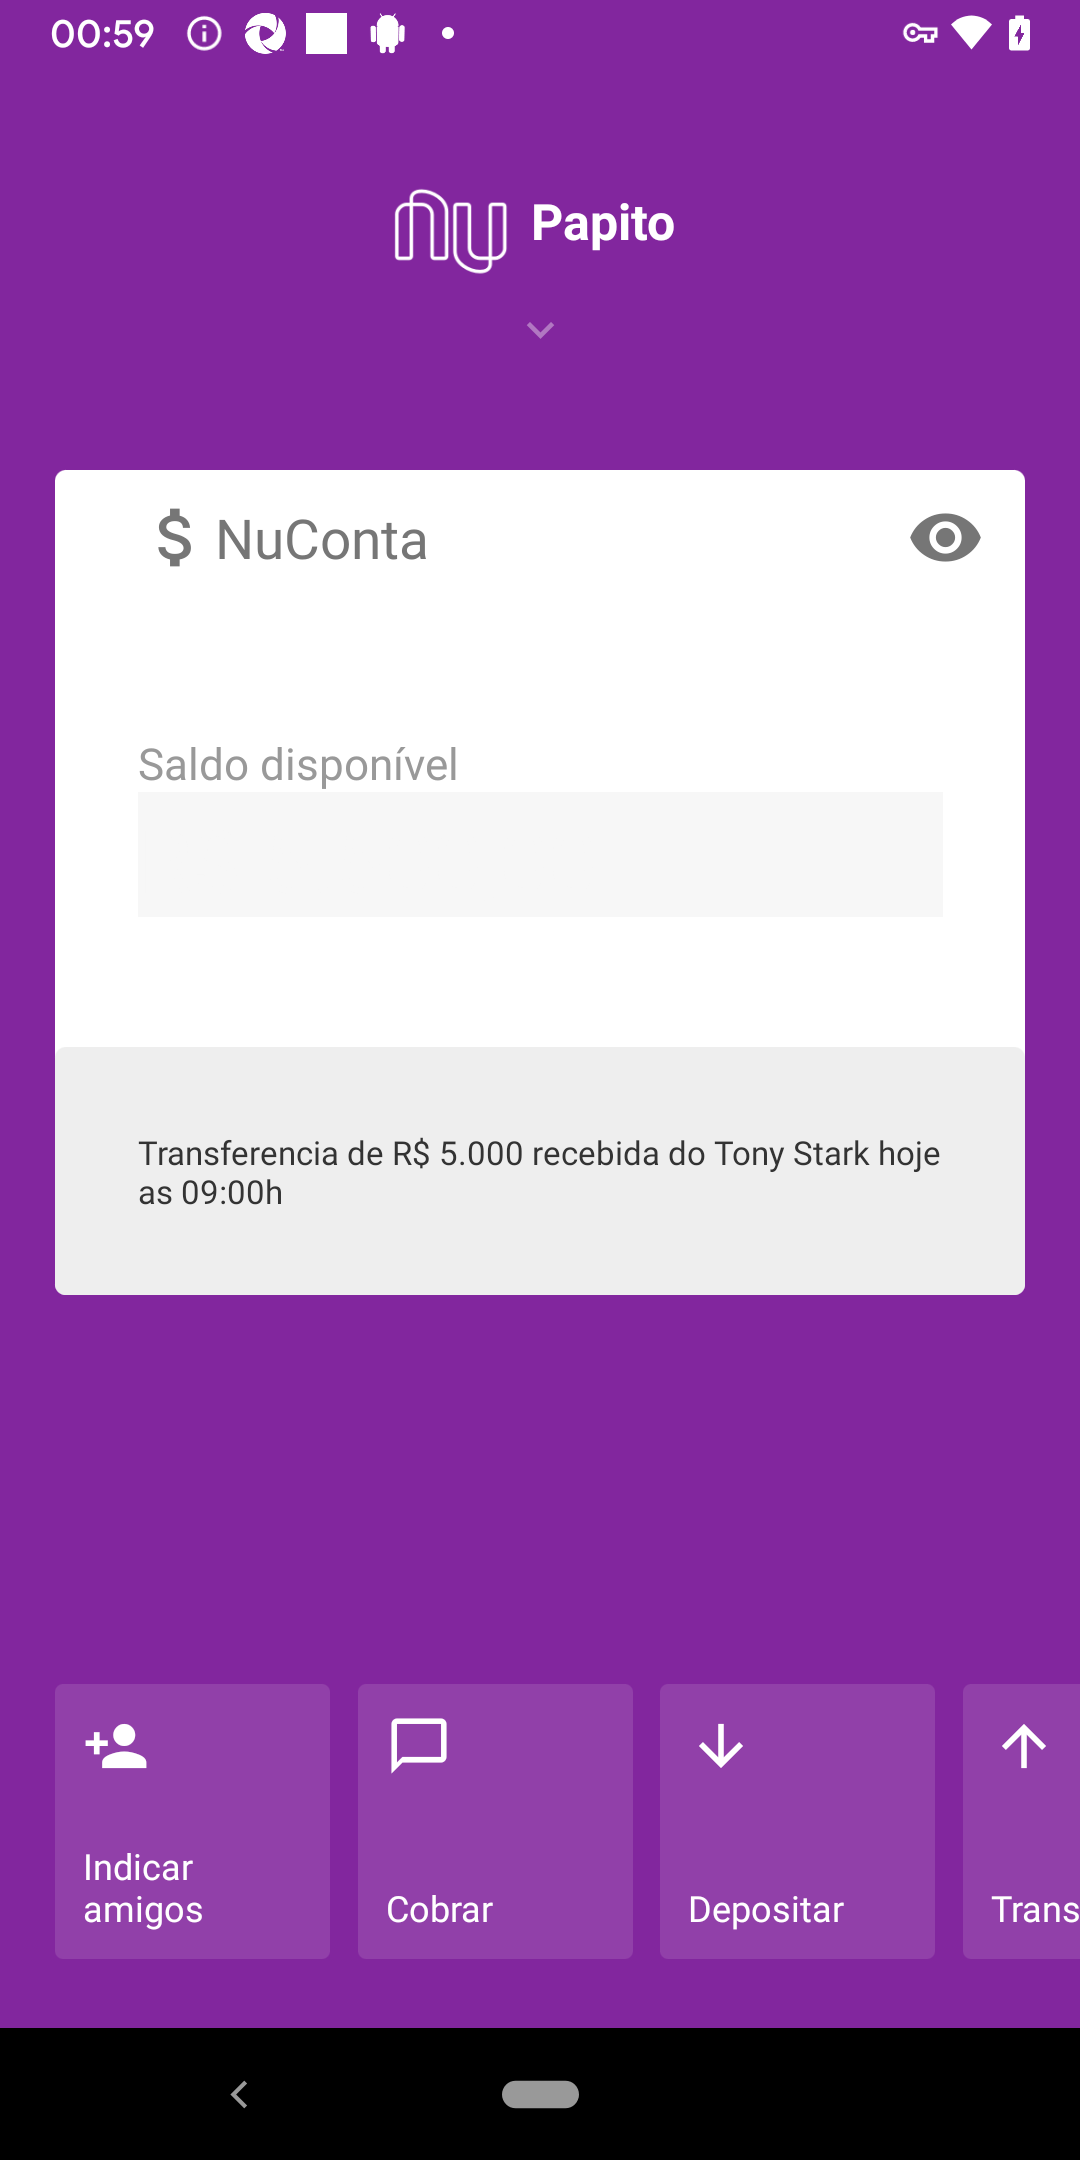 00:59
nu Papito
$ NuConta
Saldo disponível
Transferencia de R$ 5.000 recebida do Tony Stark hoje
as 09:00h
Indicar
amigos
Cobrar
Depositar
Trans